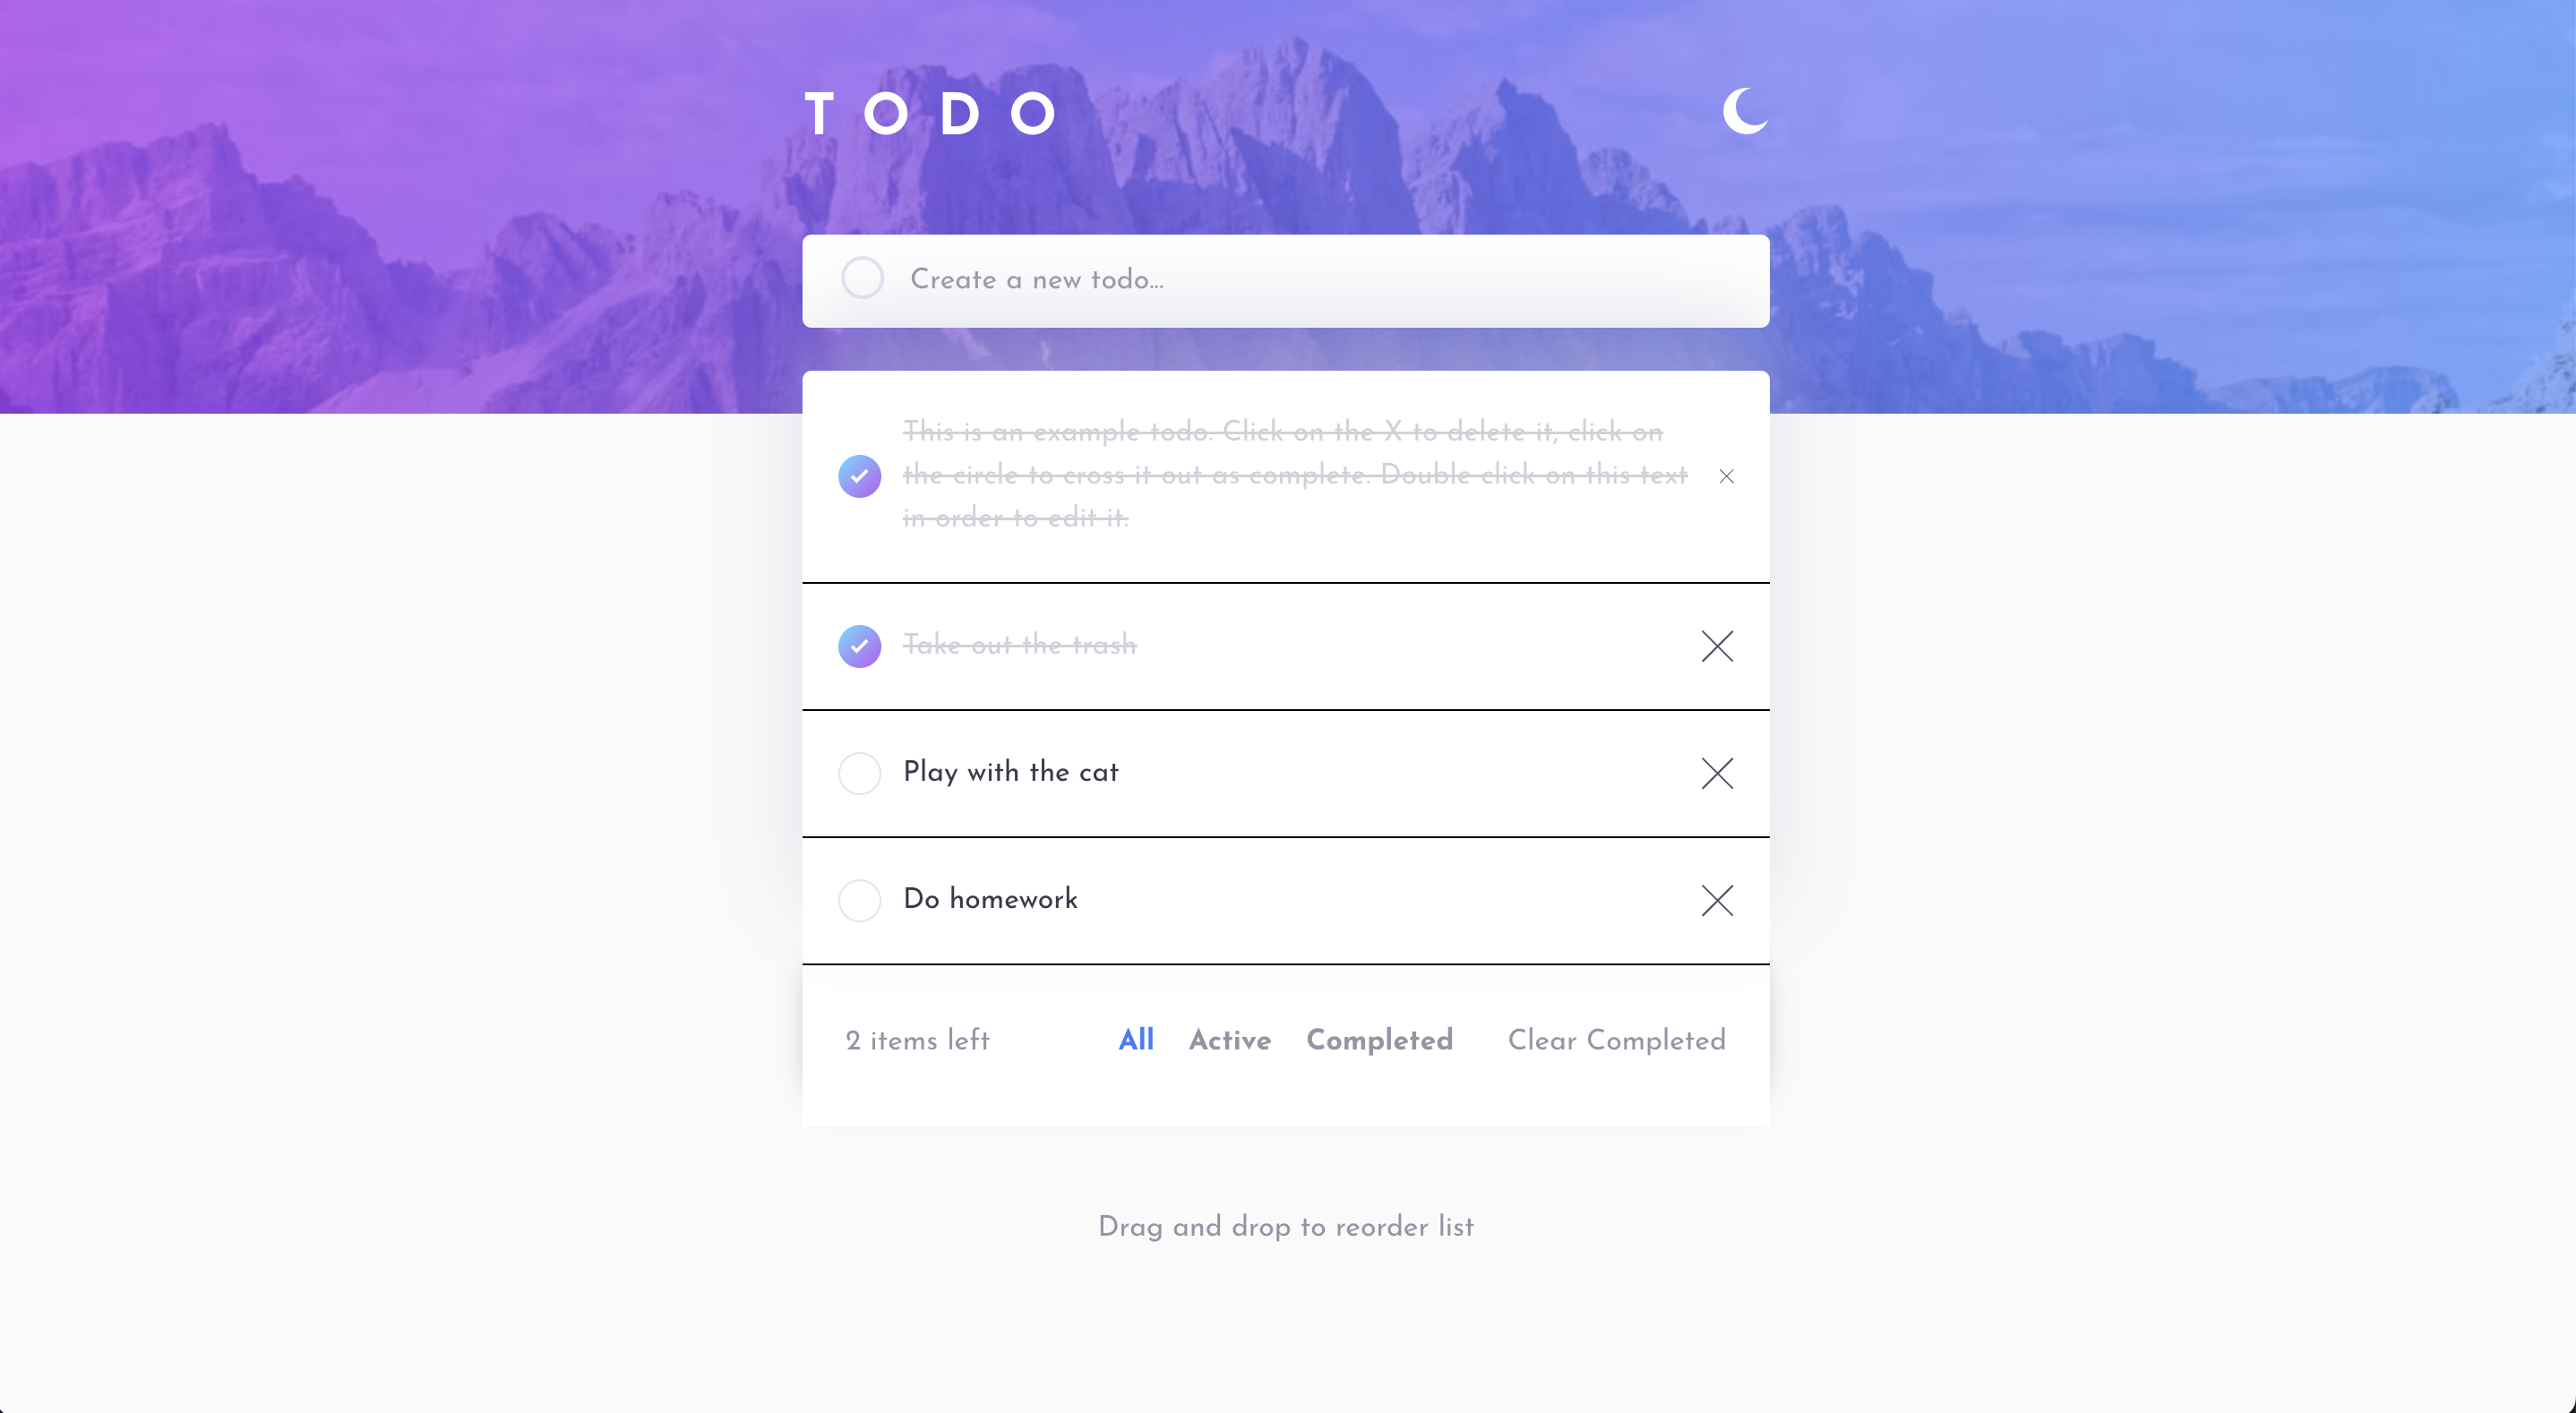 TODO
Create a new todo...
This is an example todo. Click on the X to delete it, click on
the circle to cross it out as complete. Double click on this text
in order to edit it.
Take out the trash
Play with the cat
Do homework
2 items left All Active Completed Clear Completed
Drag and drop to reorder list